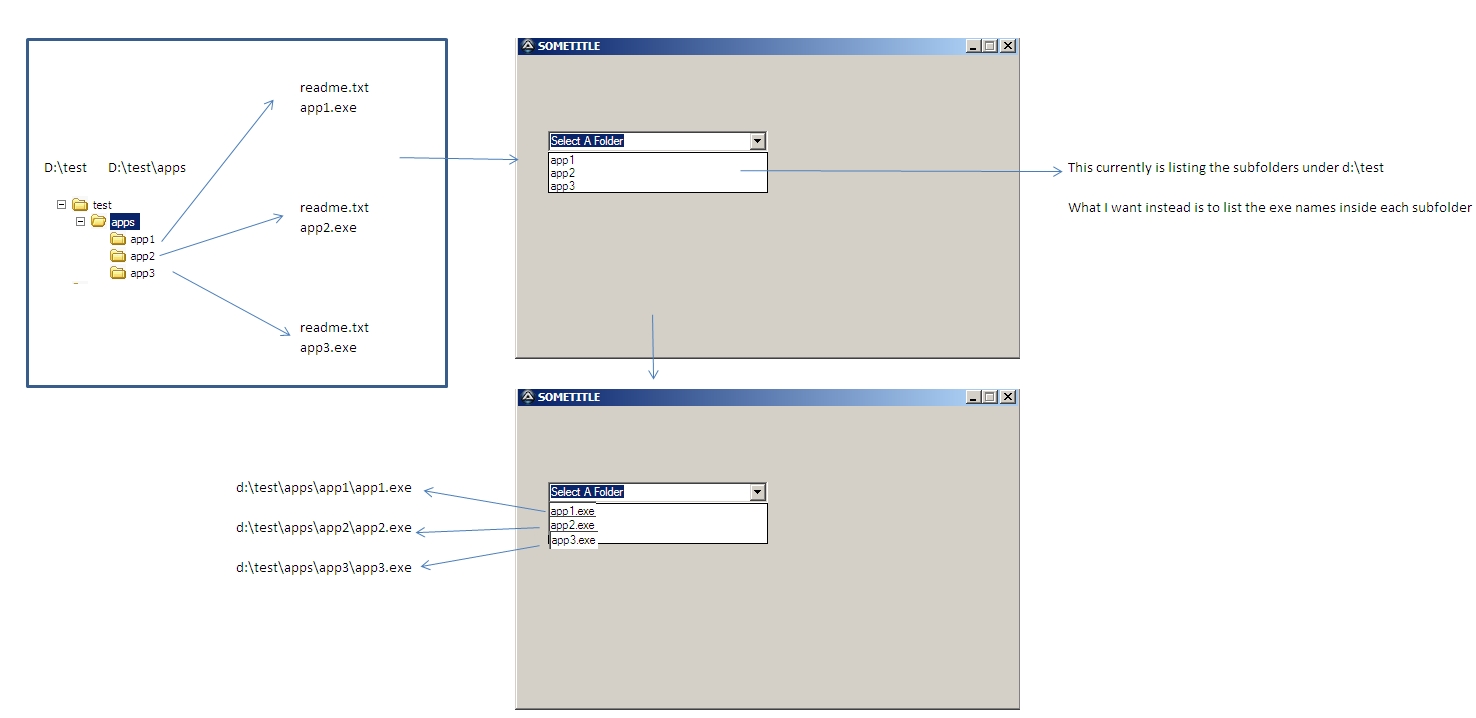 readme.txt
app1.exe
D:\test D:\test\apps
test
apps
app1
app2
app3
readme.txt
app2.exe
readme.txt
app3.exe
SOMETITLE
Select A Folder
app1
app2
app3
This currently is listing the subfolders under d:\test
What I want instead is to list the exe names inside each subfolder
SOMETITLE
Select A Folder
app1.exe
app2.exe
app3.exe
d:\test\apps\app1\app1.exe
d:\test\apps\app2\app2.exe
d:\test\apps\app3\app3.exe